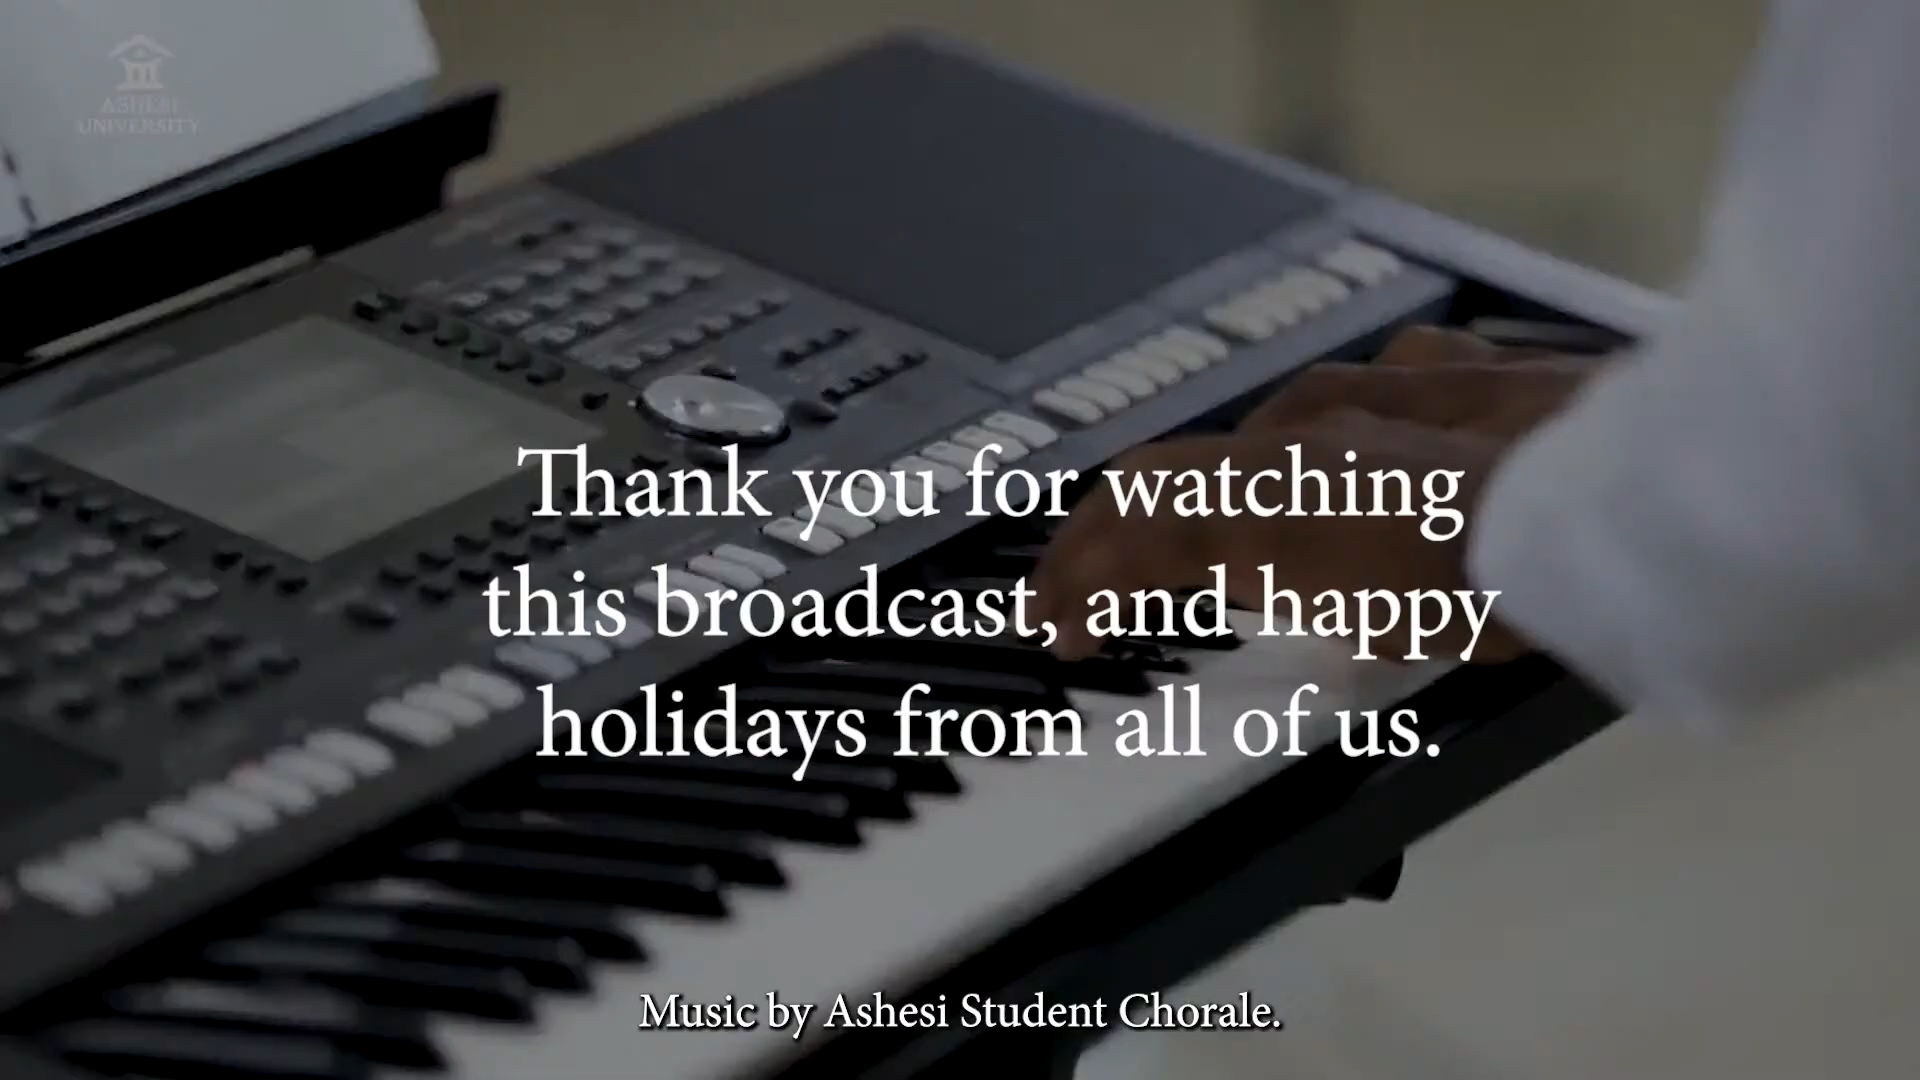 ASHESI
UNIVERSITY
Thank you for watching
this broadcast, and happy
holidays from all of us.
Music by Ashesi Student Chorale.